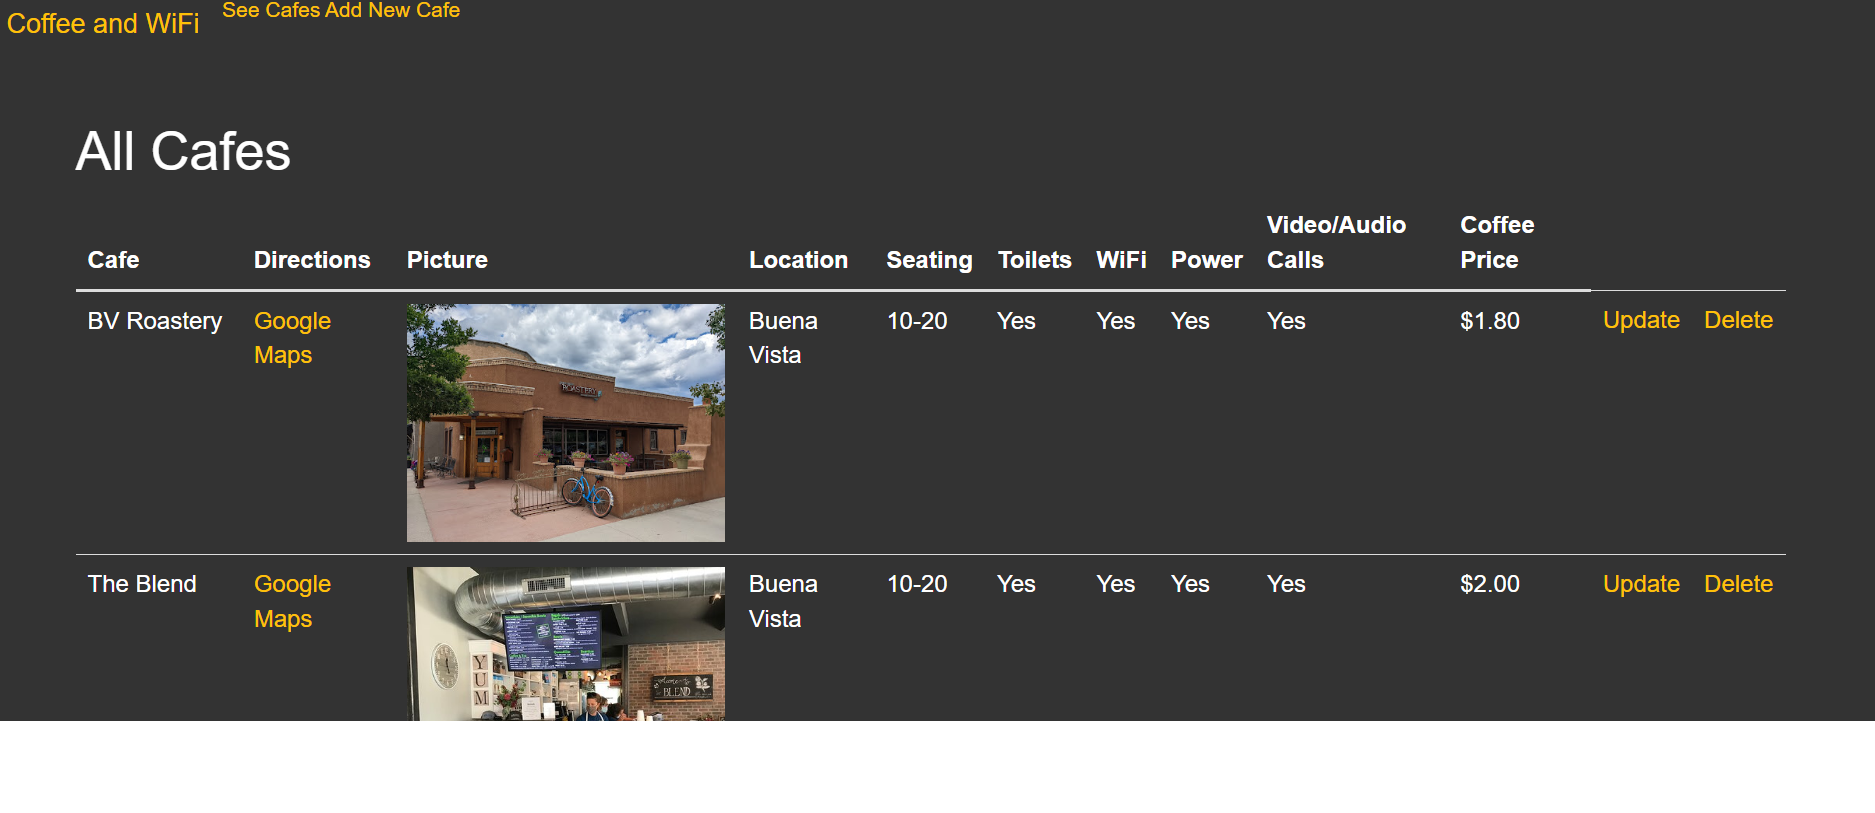 Coffee and WiFi See Cafes Add New Cafe
All Cafes
Cafe Directions Picture Location Seating Toilets WiFi Power Video/Audio Calls Coffee Price
BV Roastery Google Maps Buena Vista 10-20 Yes Yes Yes Yes $1.80 Update Delete
ROASTERY
The Blend Google Maps Buena Vista 10-20 Yes Yes Yes Yes $2.00 Update Delete
YUM
BLEND